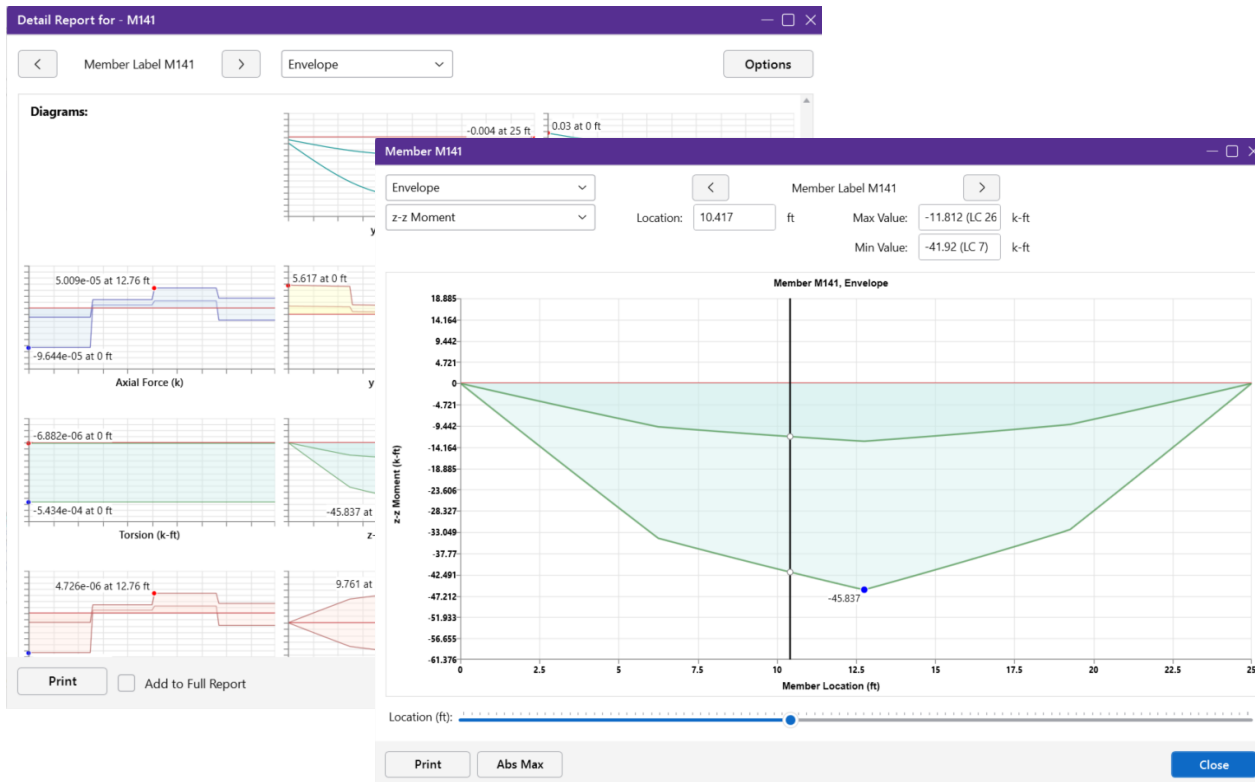 Detail Report for - M141
Member Label M141
Envelope
Options
Diagrams:
-0.004 at 25 ft
0.03 at 0 ft
y
5.009e-05 at 12.76 ft
-9.644e-05 at 0 ft
Axial Force (k)
5.617 at 0 ft
y
-6.882e-06 at 0 ft
-5.434e-04 at 0 ft
Torsion (k-ft)
-45.837 at
z-
4.726e-06 at 12.76 ft
9.761 at
Print
Add to Full Report
Member M141
Envelope
Member Label M141
z-z Moment
Location: 10.417 ft
Max Value: -11.812 (LC 26 k-ft
Min Value: -41.92 (LC 7) k-ft
Member M141, Envelope
z-z Moment (k-ft)
18.885
14.164
9.442
4.721
0
-4.721
-9.442
-14.164
-18.885
-23.606
-28.327
-33.049
-37.77
-42.491
-47.212
-51.933
-56.655
-61.376
-45.837
0 2.5 5 7.5 10 12.5 15 17.5 20 22.5 25
Member Location (ft)
Location (ft):
Print
Abs Max
Close